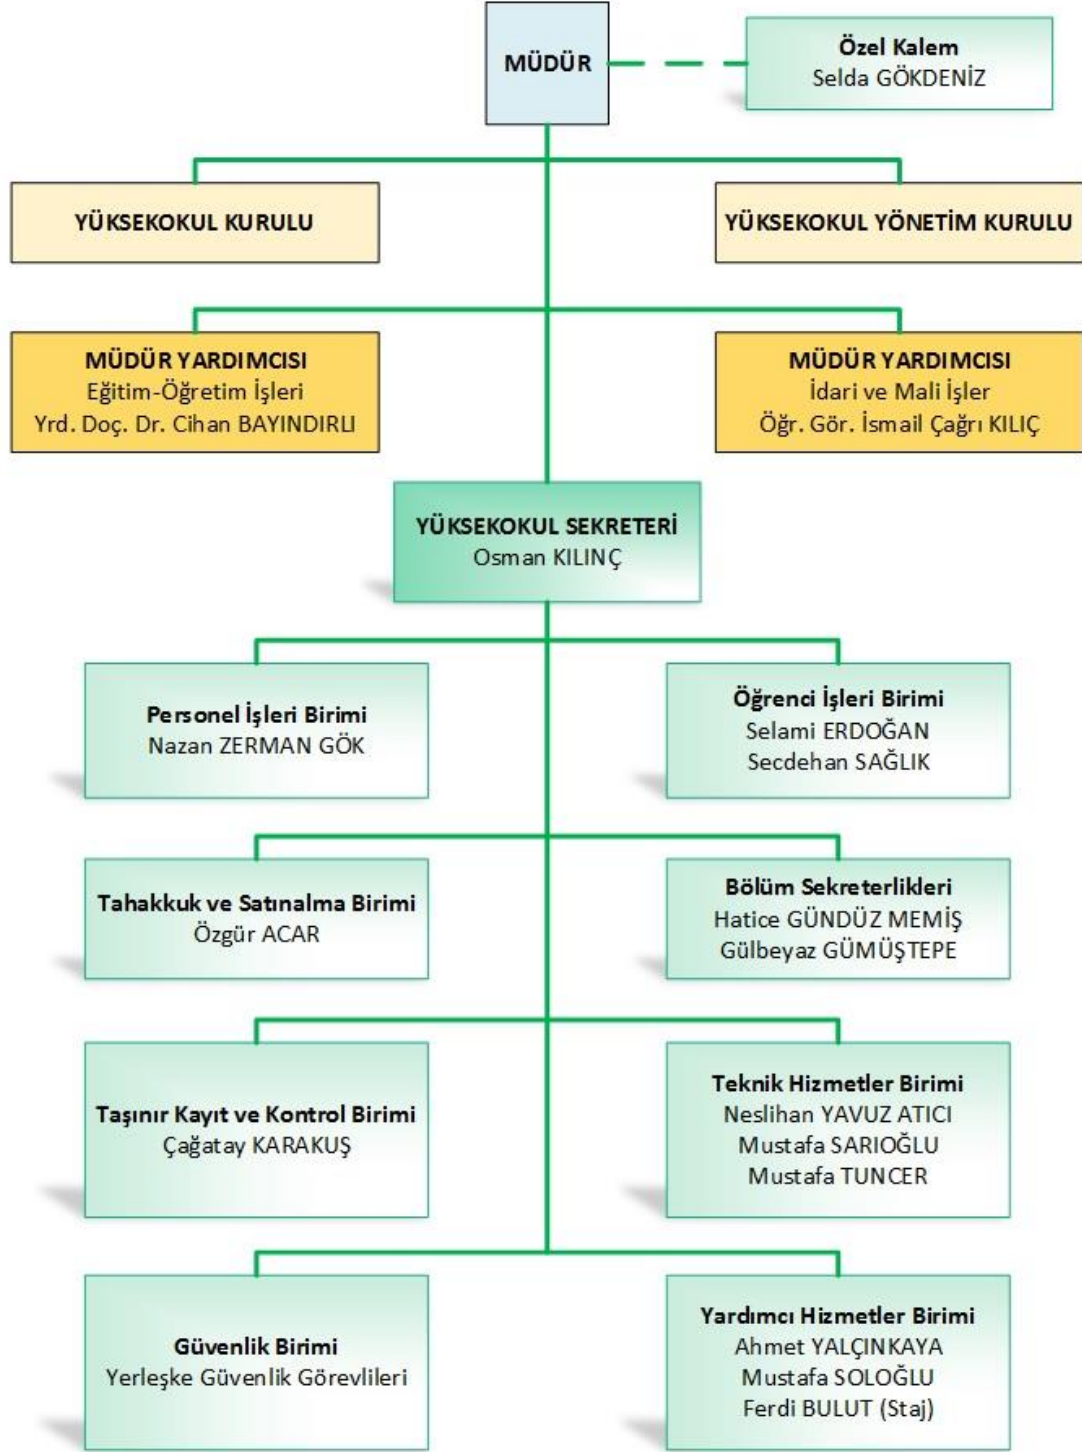 MÜDÜR
Özel Kalem
Selda GÖKDENİZ
YÜKSEKOKUL KURULU
YÜKSEKOKUL YÖNETİM KURULU
MÜDÜR YARDIMCISI
Eğitim-Öğretim İşleri
Yrd. Doç. Dr. Cihan BAYINDIRLI
MÜDÜR YARDIMCISI
İdari ve Mali İşler
Öğr. Gör. İsmail Çağrı KILIÇ
YÜKSEKOKUL SEKRETERİ
Osman KILINÇ
Personel İşleri Birimi
Nazan ZERMAN GÖK
Öğrenci İşleri Birimi
Selami ERDOĞAN
Secdehan SAĞLIK
Tahakkuk ve Satınalma Birimi
Özgür ACAR
Bölüm Sekreterlikleri
Hatice GÜNDÜZ MEMİŞ
Gülbeyaz GÜMÜŞTEPE
Taşınır Kayıt ve Kontrol Birimi
Çağatay KARAKUŞ
Teknik Hizmetler Birimi
Neslihan YAVUZ ATICI
Mustafa SARIOĞLU
Mustafa TUNCER
Güvenlik Birimi
Yerleşke Güvenlik Görevlileri
Yardımcı Hizmetler Birimi
Ahmet YALÇINKAYA
Mustafa SOLOĞLU
Ferdi BULUT (Staj)